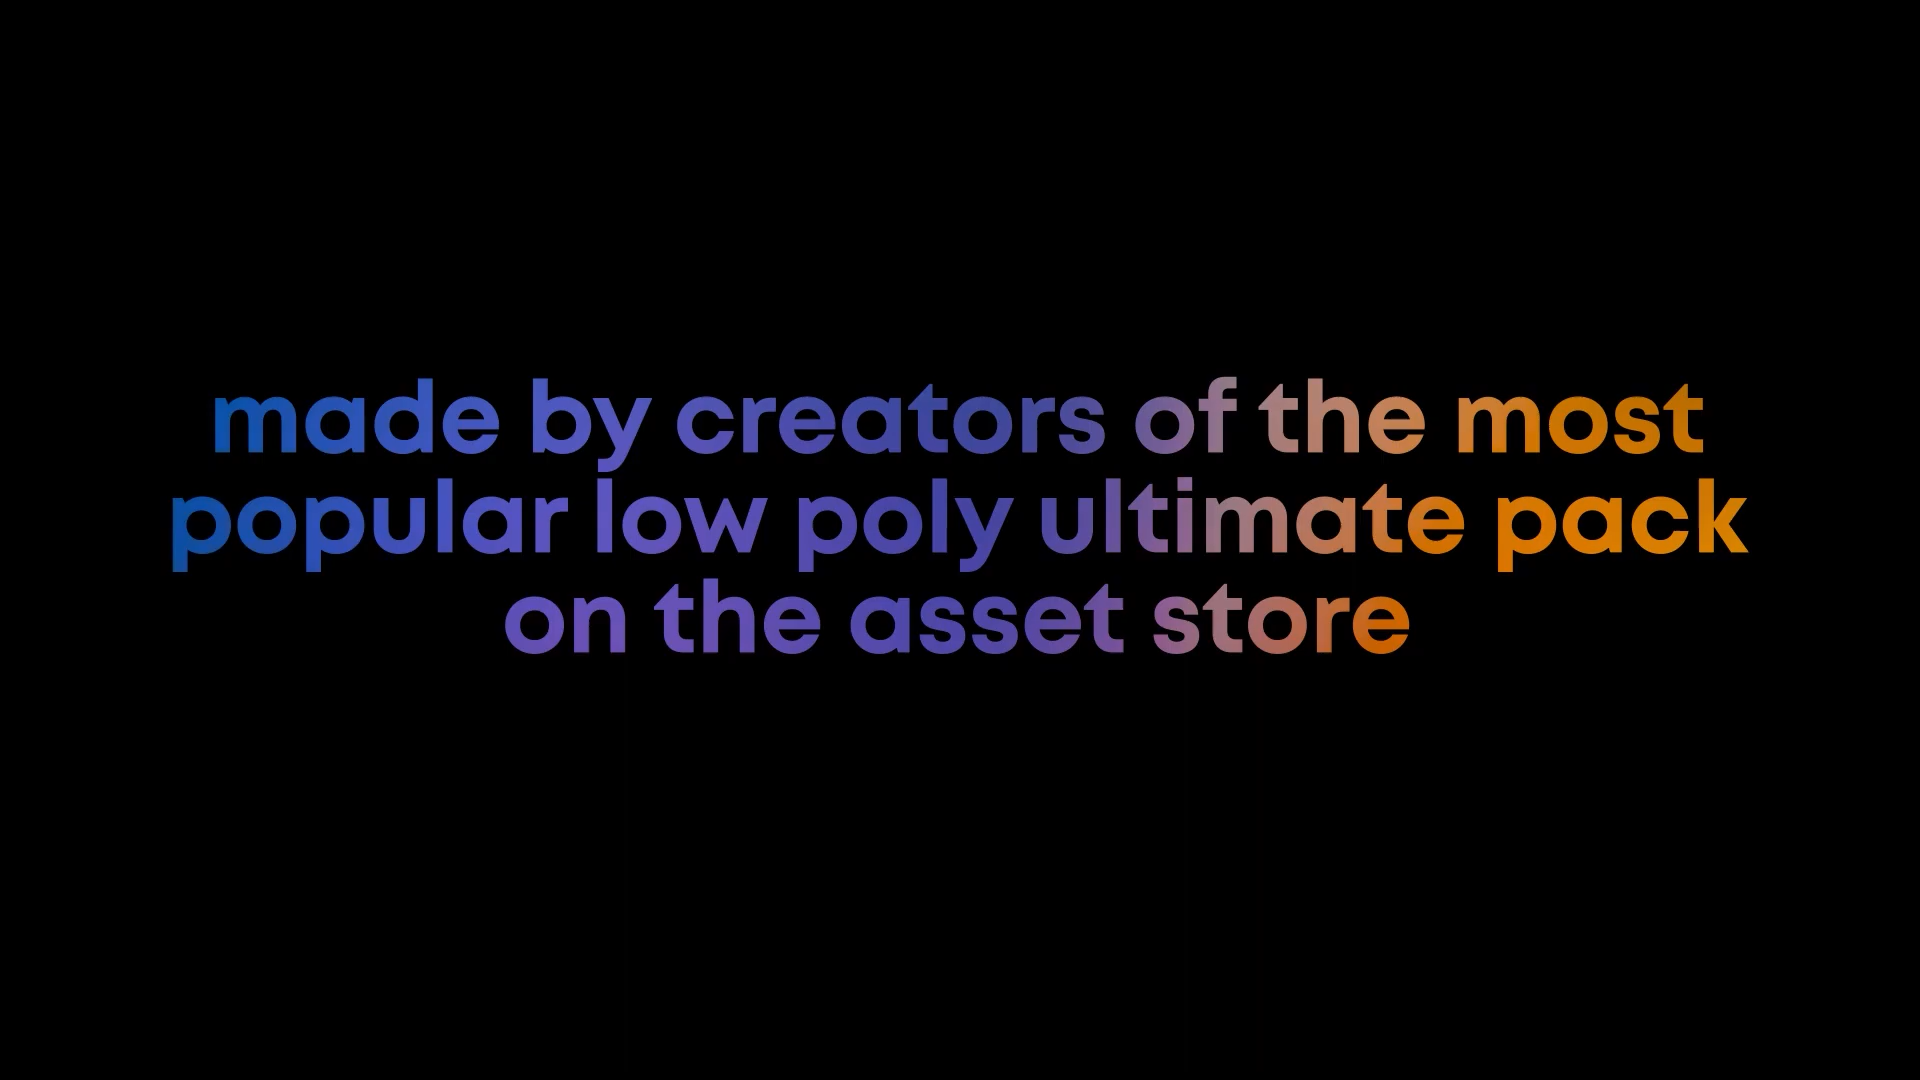 made by creators of the most
popular low poly ultimate pack
on the asset store